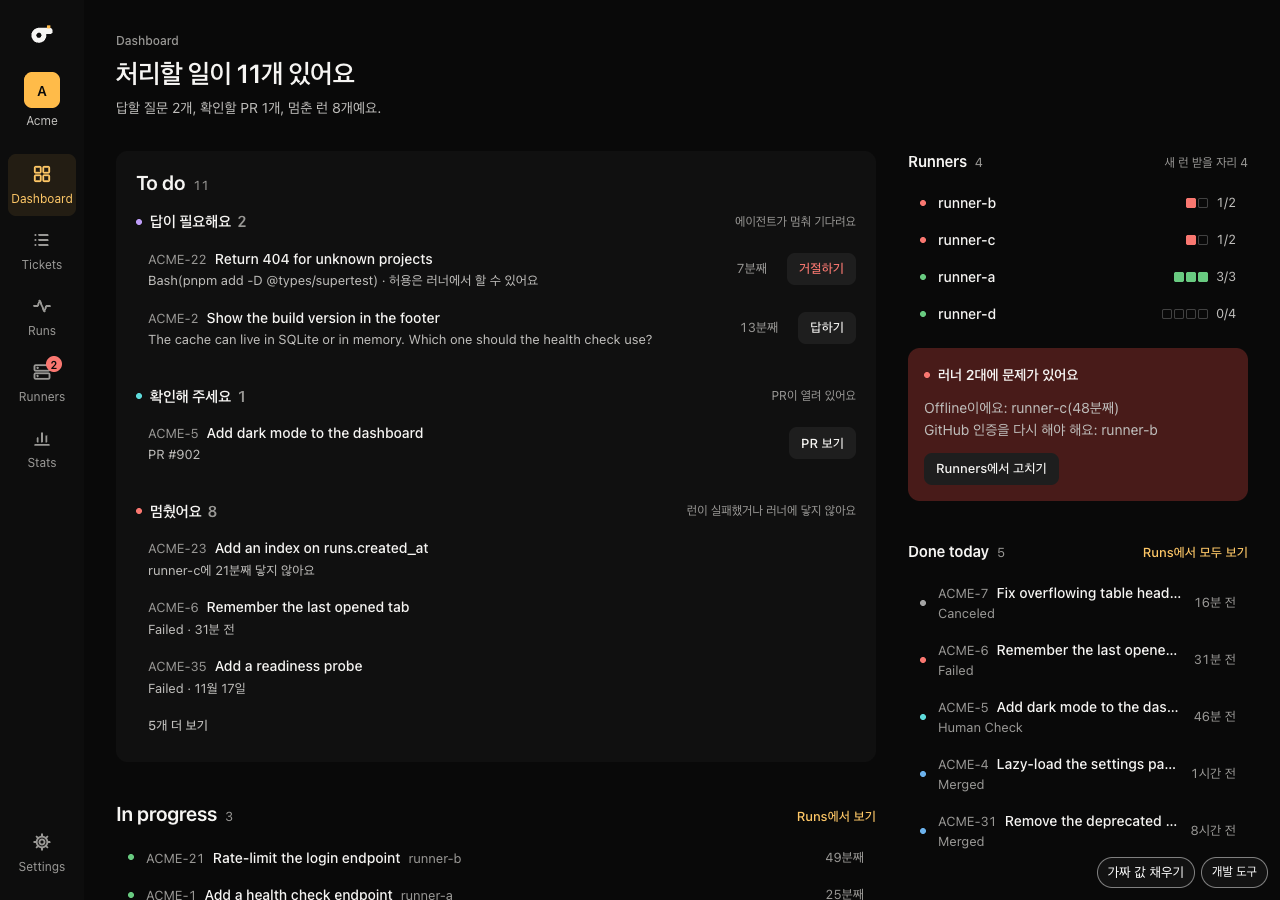 A
Acme
Dashboard
Tickets
Runs
2
Runners
Stats
Settings
Dashboard
처리할 일이 11개 있어요
답할 질문 2개, 확인할 PR 1개, 멈춘 런 8개예요.
To do 11
답이 필요해요 2 에이전트가 멈춰 기다려요
ACME-22 Return 404 for unknown projects 7분째 거절하기
Bash(pnpm add -D @types/supertest) · 허용은 러너에서 할 수 있어요
ACME-2 Show the build version in the footer 13분째 답하기
The cache can live in SQLite or in memory. Which one should the health check use?
확인해 주세요 1 PR이 열려 있어요
ACME-5 Add dark mode to the dashboard PR 보기
PR #902
멈췄어요 8 런이 실패했거나 러너에 닿지 않아요
ACME-23 Add an index on runs.created_at
runner-c에 21분째 닿지 않아요
ACME-6 Remember the last opened tab
Failed · 31분 전
ACME-35 Add a readiness probe
Failed · 11월 17일
5개 더 보기
In progress 3 Runs에서 보기
ACME-21 Rate-limit the login endpoint runner-b 49분째
ACME-1 Add a health check endpoint runner-a 25분째
Runners 4 새 런 받을 자리 4
runner-b 1/2
runner-c 1/2
runner-a 3/3
runner-d 0/4
러너 2대에 문제가 있어요
Offline이에요: runner-c(48분째)
GitHub 인증을 다시 해야 해요: runner-b
Runners에서 고치기
Done today 5 Runs에서 모두 보기
ACME-7 Fix overflowing table head... 16분 전
Canceled
ACME-6 Remember the last opene... 31분 전
Failed
ACME-5 Add dark mode to the das... 46분 전
Human Check
ACME-4 Lazy-load the settings pa... 1시간 전
Merged
ACME-31 Remove the deprecated ... 8시간 전
Merged
가짜 값 채우기 개발 도구